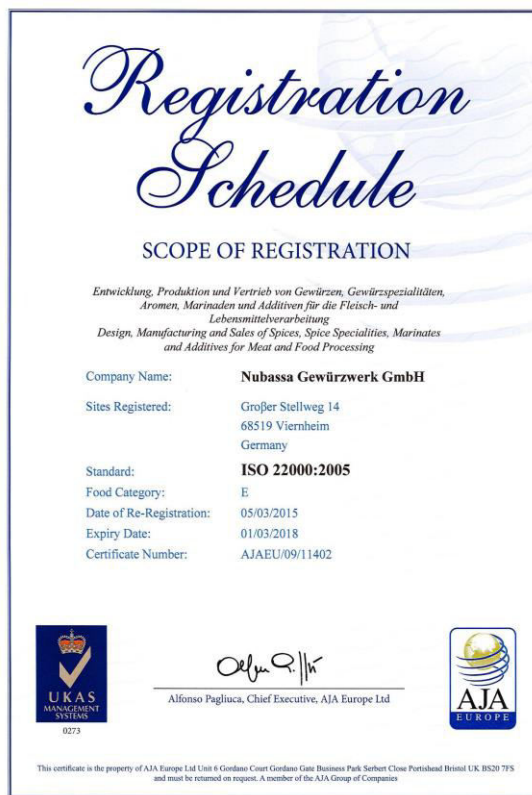 Registration
Schedule
SCOPE OF REGISTRATION
Entwicklung, Produktion und Vertrieb von Gewürzen, Gewürzspezialitäten,
Aromen, Marinaden und Additiven für die Fleisch- und
Lebensmittelverarbeitung
Design, Manufacturing and Sales of Spices, Spice Specialities, Marinates
and Additives for Meat and Food Processing
Company Name: Nubassa Gewürzwerk GmbH
Sites Registered: Großer Stellweg 14
68519 Viernheim
Germany
Standard: ISO 22000:2005
Food Category: E
Date of Re-Registration: 05/03/2015
Expiry Date: 01/03/2018
Certificate Number: AJAEU/09/11402
UKAS
MANAGEMENT
SYSTEMS
0273
Alfonso Pagliuca, Chief Executive, AJA Europe Ltd
AJA
EUROPE
This certificate is the property of AJA Europe Ltd Unit 6 Gordano Court Gordano Gate Business Park Serbert Close Portishead Bristol UK BS20 7FS
and must be returned on request. A member of the AJA Group of Companies